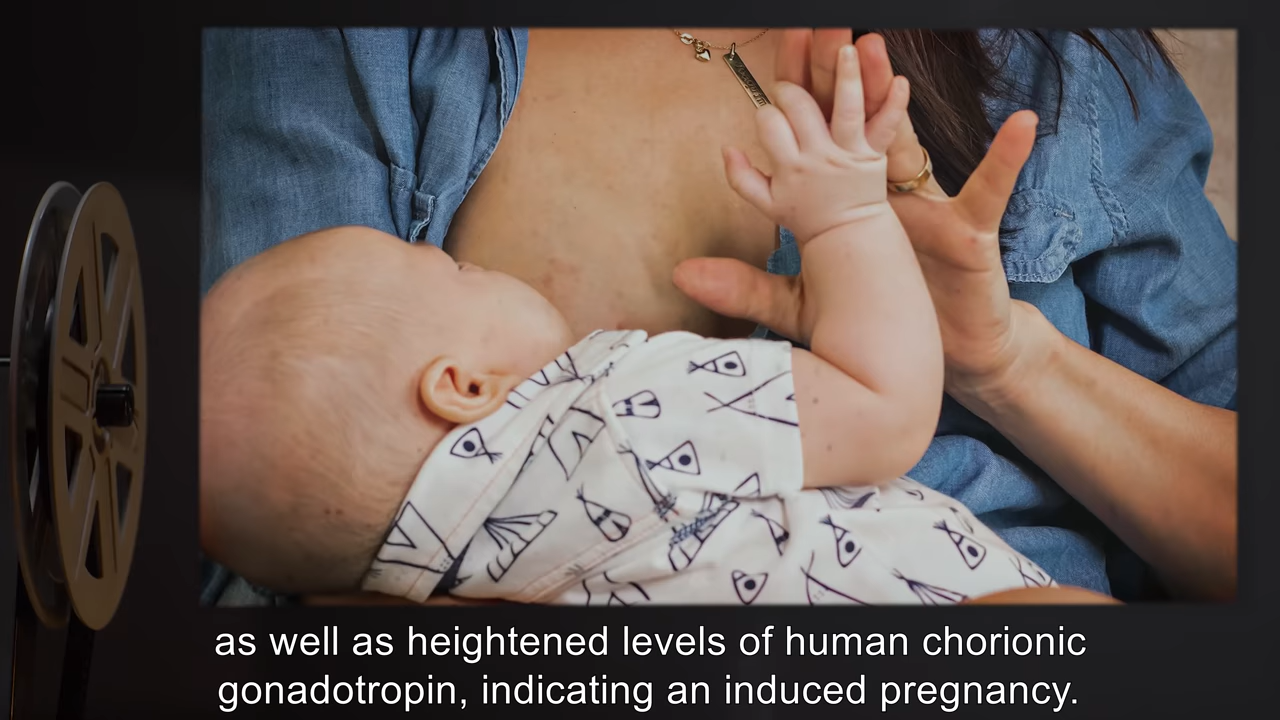 as well as heightened levels of human chorionic
gonadotropin, indicating an induced pregnancy.